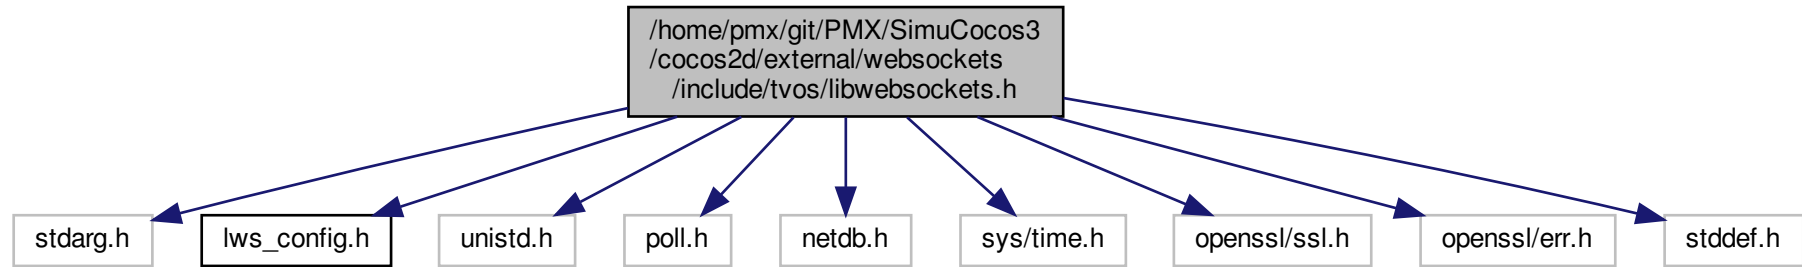 /home/pmx/git/PMX/SimuCocos3
/cocos2d/external/websockets
/include/tvos/libwebsockets.h
stdarg.h
lws_config.h
unistd.h
poll.h
netdb.h
sys/time.h
openssl/ssl.h
openssl/err.h
stddef.h